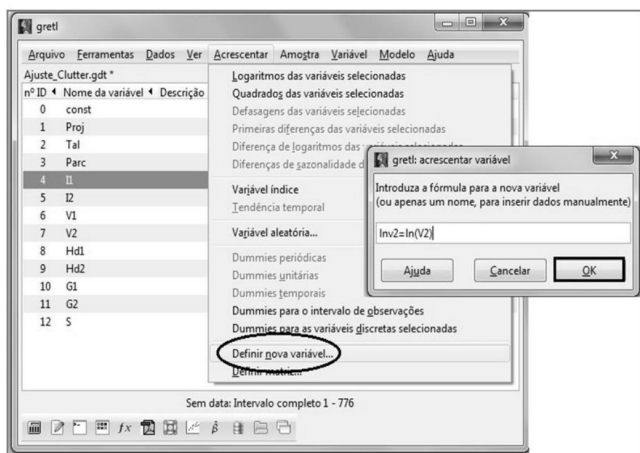 gretl
Arquivo Ferramentas Dados Ver Acrescentar Amostra Variável Modelo Ajuda
Ajuste_Clutter.gdt *
nº ID Nome da variável Descrição
0 const
1 Proj
2 Tal
3 Parc
4 I1
5 I2
6 V1
7 V2
8 Hd1
9 Hd2
10 G1
11 G2
12 S
Logaritmos das variáveis selecionadas
Quadrados das variáveis selecionadas
Defasagens das variáveis selecionadas
Primeiras diferenças das variáveis selecionadas
Diferença de logaritmos das
Diferenças de sazonalidade d
Variável índice
Tendência temporal
Variável aleatória...
Dummies periódicas
Dummies unitárias
Dummies temporais
Dummies para o intervalo de observações
Dummies para as variáveis discretas selecionadas
Definir nova variável...
Definir matriz...
gretl: acrescentar variável
Introduza a fórmula para a nova variável
(ou apenas um nome, para inserir dados manualmente)
lnv2=ln(V2)
Ajuda Cancelar OK
Sem data: Intervalo completo 1 - 776
fx β̂